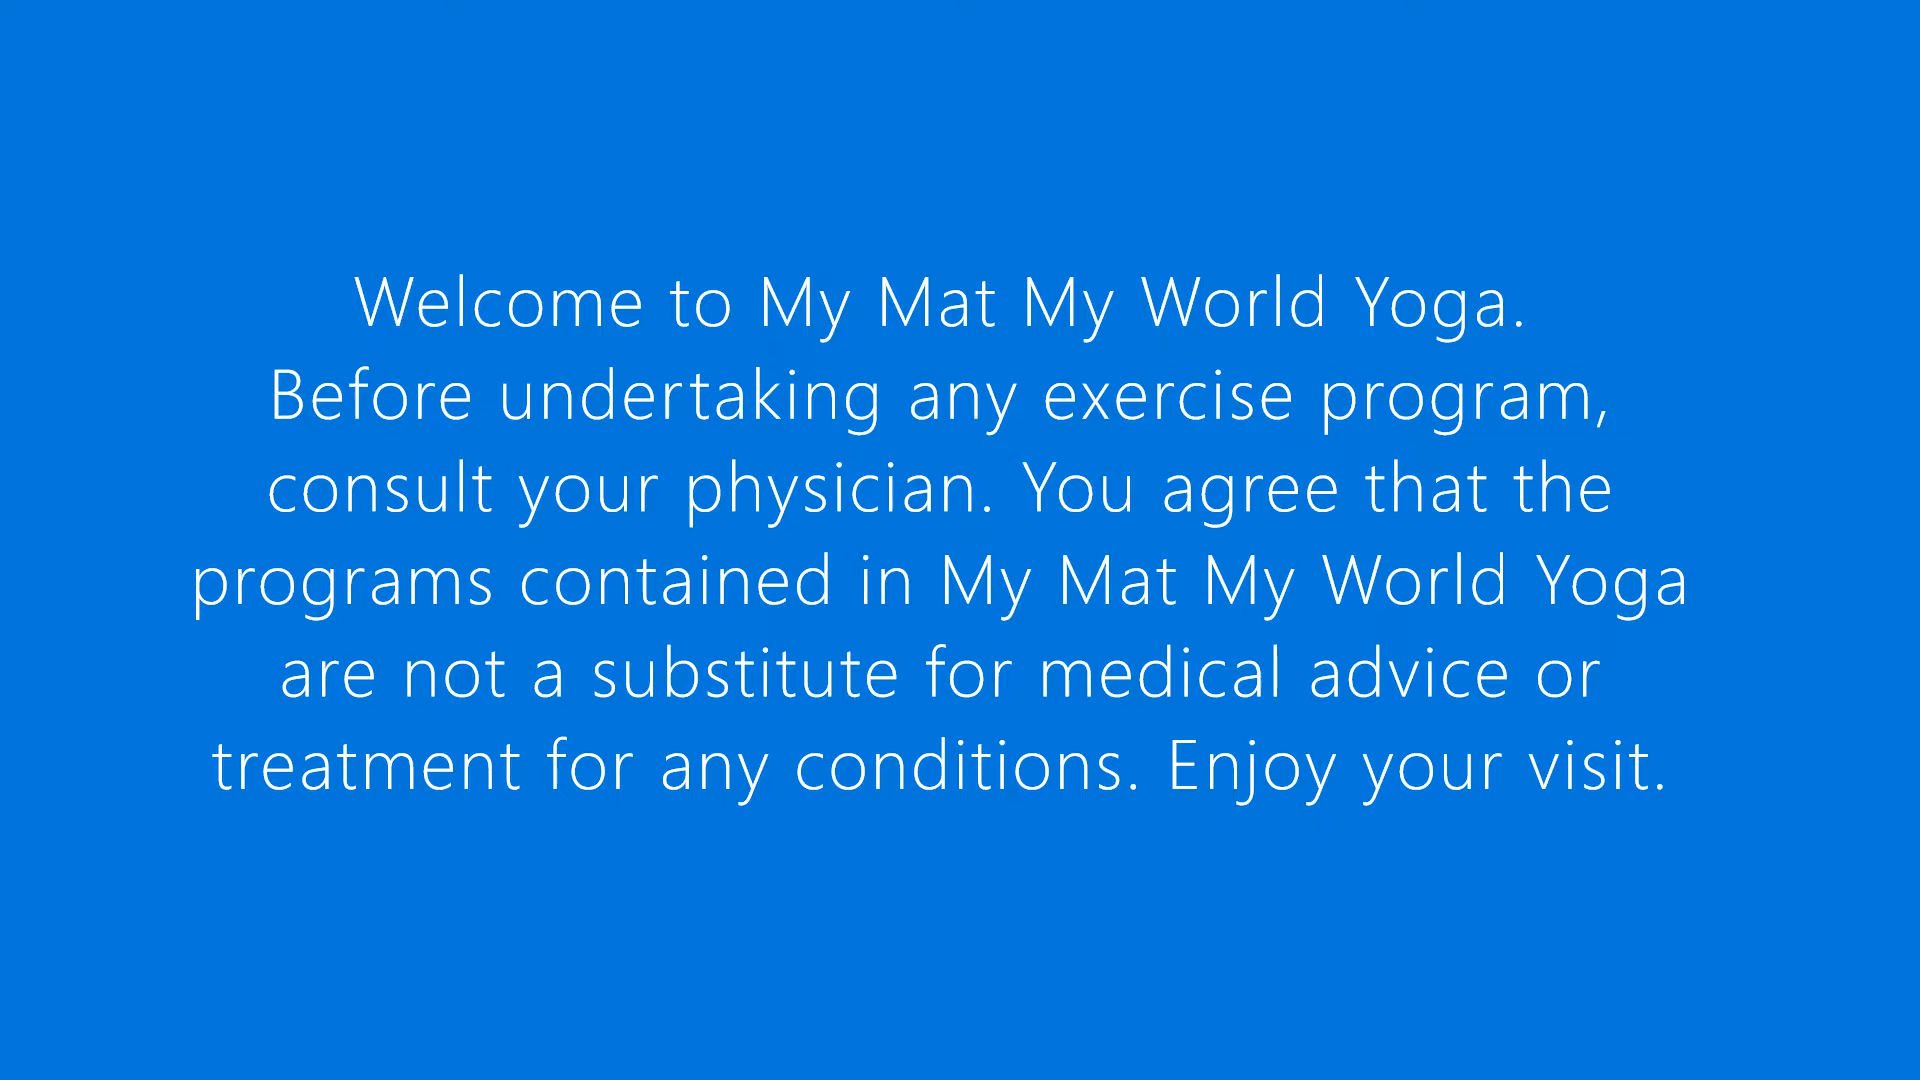 Welcome to My Mat My World Yoga.
Before undertaking any exercise program,
consult your physician. You agree that the
programs contained in My Mat My World Yoga
are not a substitute for medical advice or
treatment for any conditions. Enjoy your visit.